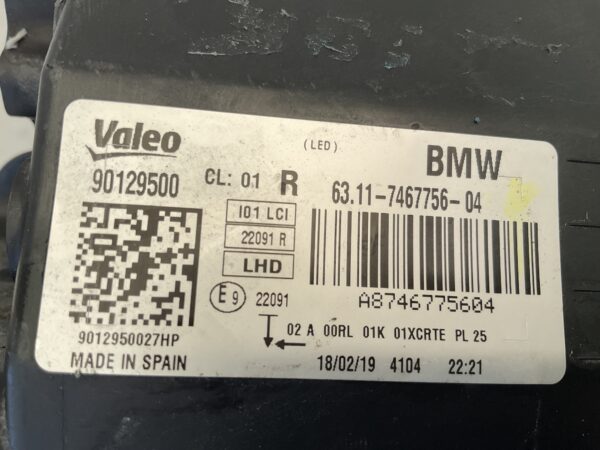 Valeo
(LED)
BMW
90129500
CL: 01
R
63.11-7467756-04
I01 LCI
22091 R
LHD
E 9
22091
A8746775604
02 A 00RL 01K 01XCRTE PL 25
9012950027HP
MADE IN SPAIN
18/02/19 4104 22:21